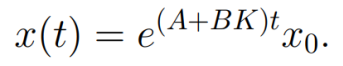 x(t) = e^{(A+BK)t} x_0.